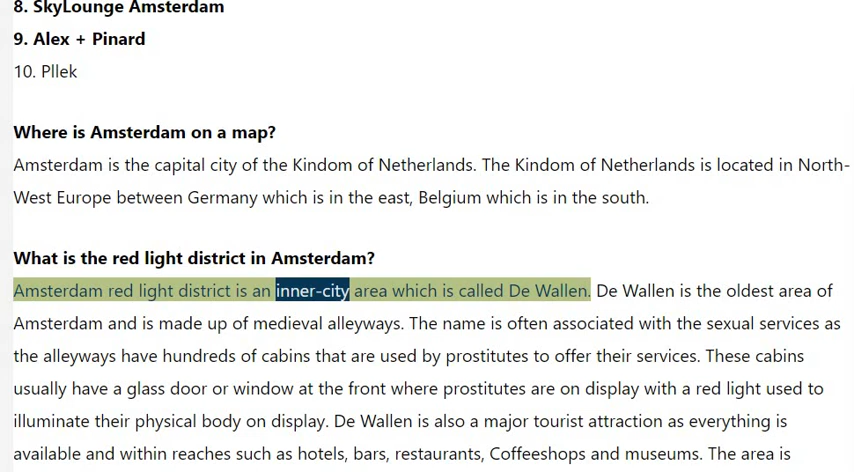 8. SkyLounge Amsterdam
9. Alex + Pinard
10. Pllek
Where is Amsterdam on a map?
Amsterdam is the capital city of the Kindom of Netherlands. The Kindom of Netherlands is located in North-
West Europe between Germany which is in the east, Belgium which is in the south.
What is the red light district in Amsterdam?
Amsterdam red light district is an inner-city area which is called De Wallen. De Wallen is the oldest area of
Amsterdam and is made up of medieval alleyways. The name is often associated with the sexual services as
the alleyways have hundreds of cabins that are used by prostitutes to offer their services. These cabins
usually have a glass door or window at the front where prostitutes are on display with a red light used to
illuminate their physical body on display. De Wallen is also a major tourist attraction as everything is
available and within reaches such as hotels, bars, restaurants, Coffeeshops and museums. The area is